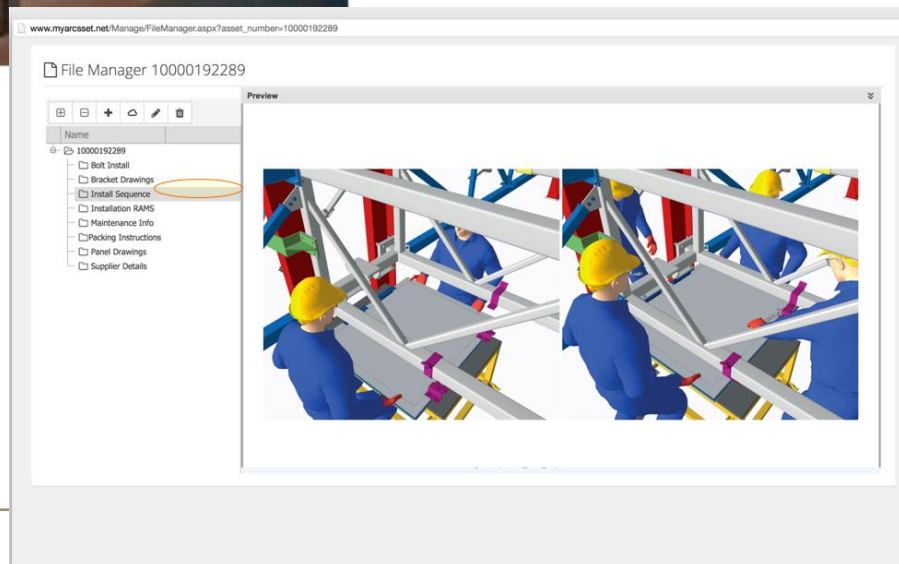 www.myarcsset.net/Manage/FileManager.aspx?asset_number=10000192289
File Manager 10000192289
Preview
Name
10000192289
Bolt Install
Bracket Drawings
Install Sequence
Installation RAMS
Maintenance Info
Packing Instructions
Panel Drawings
Supplier Details